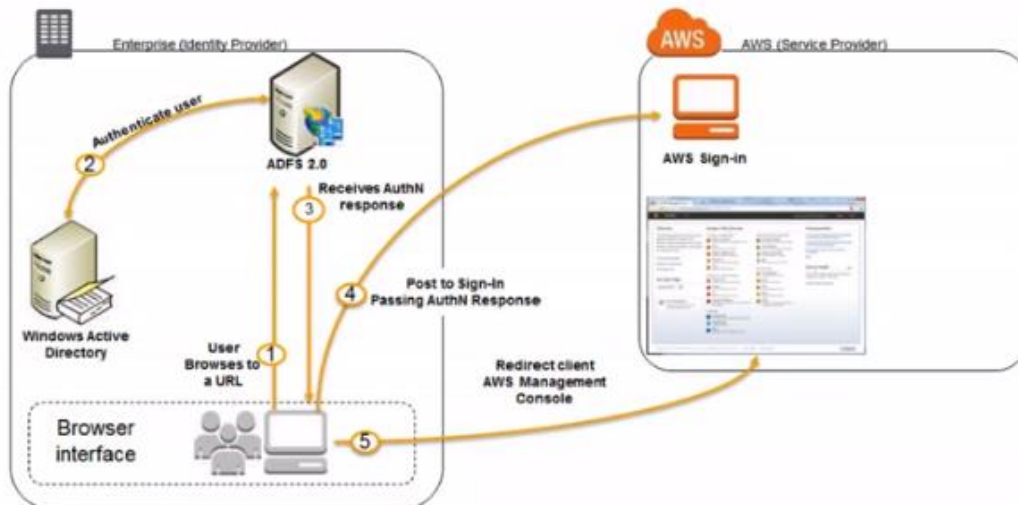 Enterprise (Identity Provider)
AWS
AWS (Service Provider)
2
Authenticate user
ADFS 2.0
AWS Sign-in
3
Receives AuthN
response
Windows Active
Directory
1
User
Browses to
a URL
4
Post to Sign-In
Passing AuthN Response
Redirect client
AWS Management
Console
5
Browser
interface